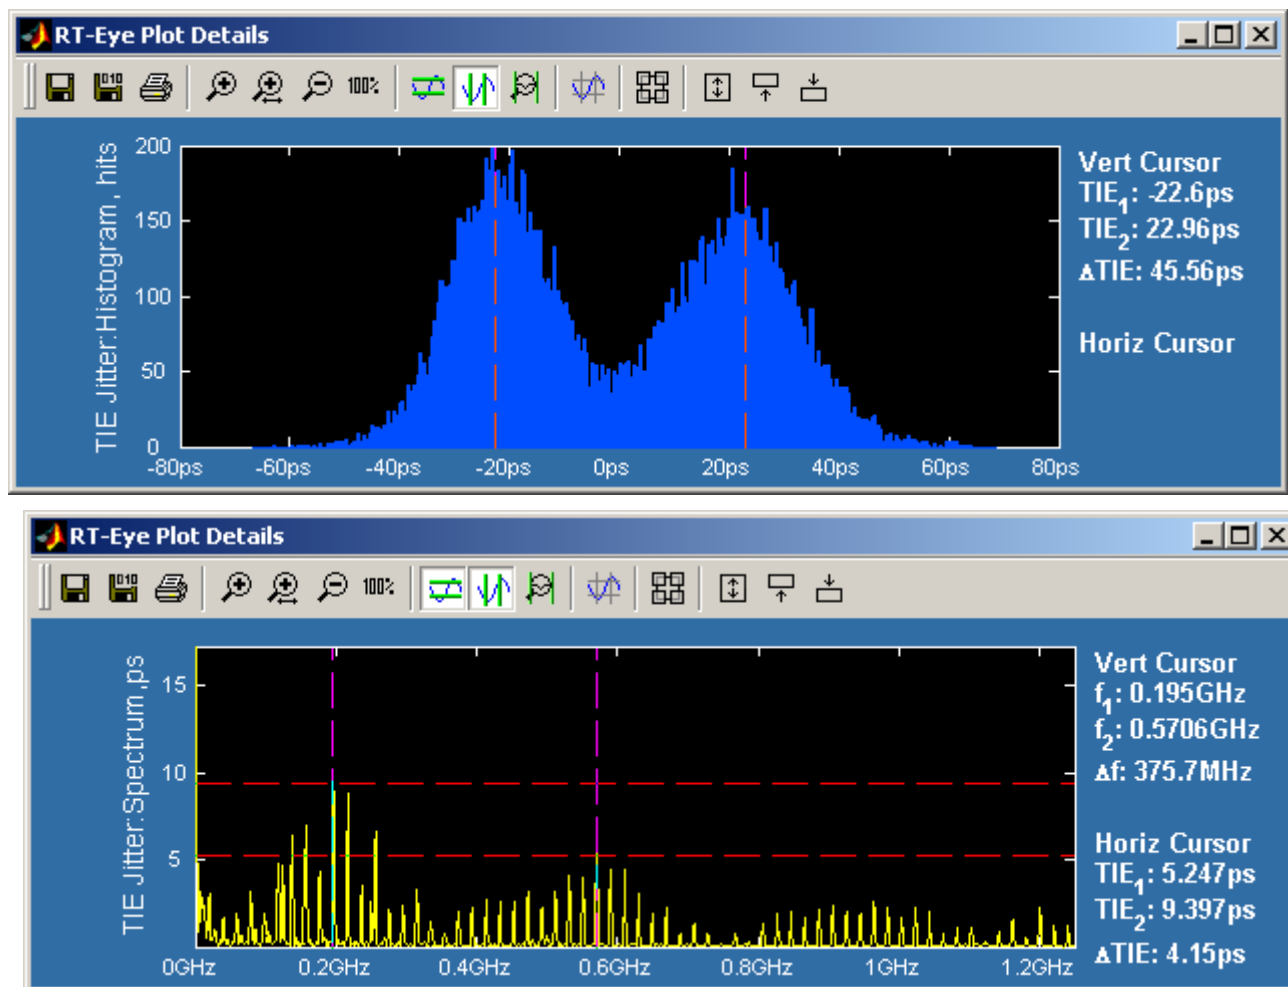 RT-Eye Plot Details
010
100%
TIE Jitter:Histogram, hits
200
150
100
50
0
-80ps -60ps -40ps -20ps 0ps 20ps 40ps 60ps 80ps
Vert Cursor
TIE1: -22.6ps
TIE2: 22.96ps
ΔTIE: 45.56ps
Horiz Cursor
RT-Eye Plot Details
010
100%
TIE Jitter:Spectrum,ps
15
10
5
0GHz 0.2GHz 0.4GHz 0.6GHz 0.8GHz 1GHz 1.2GHz
Vert Cursor
f1: 0.195GHz
f2: 0.5706GHz
Δf: 375.7MHz
Horiz Cursor
TIE1: 5.247ps
TIE2: 9.397ps
ΔTIE: 4.15ps